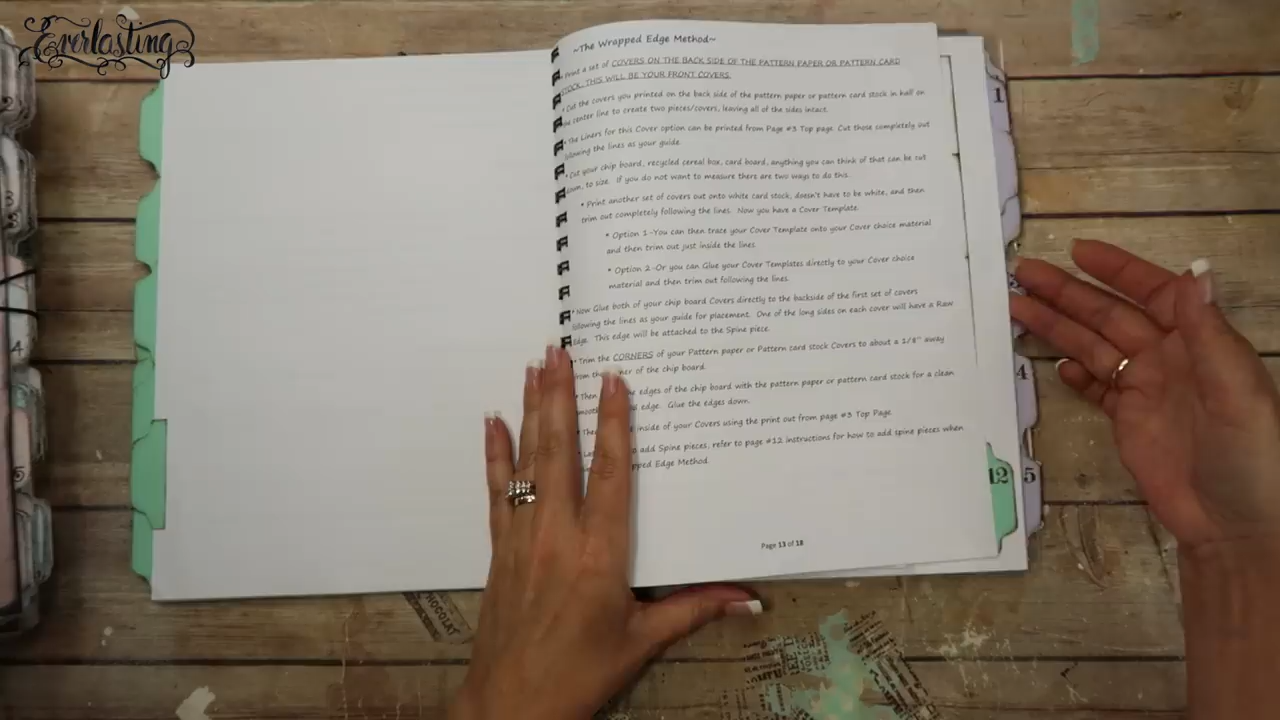 Everlasting
~The Wrapped Edge Method~
Print a set of COVERS ON THE BACK SIDE OF THE PATTERN PAPER OR PATTERN CARD
STOCK. THIS WILL BE YOUR FRONT COVERS.
Cut the covers you printed on the back side of the pattern paper or pattern card stock in half on
the center line to create two pieces/covers, leaving all of the sides intact.
• The Liners for this Cover option can be printed from Page #3 Top page. Cut those completely out
following the lines as your guide.
• Cut your chip board, recycled cereal box, card board, anything you can think of that can be cut
down, to size. If you do not want to measure there are two ways to do this.
• Print another set of covers out onto white card stock, doesn't have to be white, and then
trim out completely following the lines. Now you have a Cover Template.
• Option 1-You can then trace your Cover Template onto your Cover choice material
and then trim out just inside the lines.
• Option 2-Or you can Glue your Cover Templates directly to your Cover choice
material and then trim out following the lines.
• Now Glue both of your chip board Covers directly to the backside of the first set of covers
following the lines as your guide for placement. One of the long sides on each cover will have a Raw
Edge. This edge will be attached to the Spine piece.
• Trim the CORNERS of your Pattern paper or Pattern card stock Covers to about a 1/8" away
from the corner of the chip board.
• Then edges of the chip board with the pattern paper or pattern card stock for a clean
smooth edge. Glue the edges down.
• inside of your Covers using the print out from page #3 Top Page.
• add Spine pieces, refer to page #12 instructions for how to add spine pieces when
Edge Method.
Page 13 of 18
1
4
12
5
4
5
CHOCOLAT